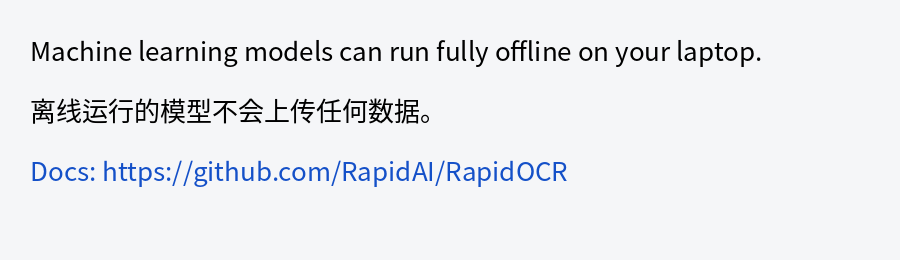 Machine learning models can run fully offline on your laptop.
离线运行的模型不会上传任何数据。
Docs: https://github.com/RapidAI/RapidOCR